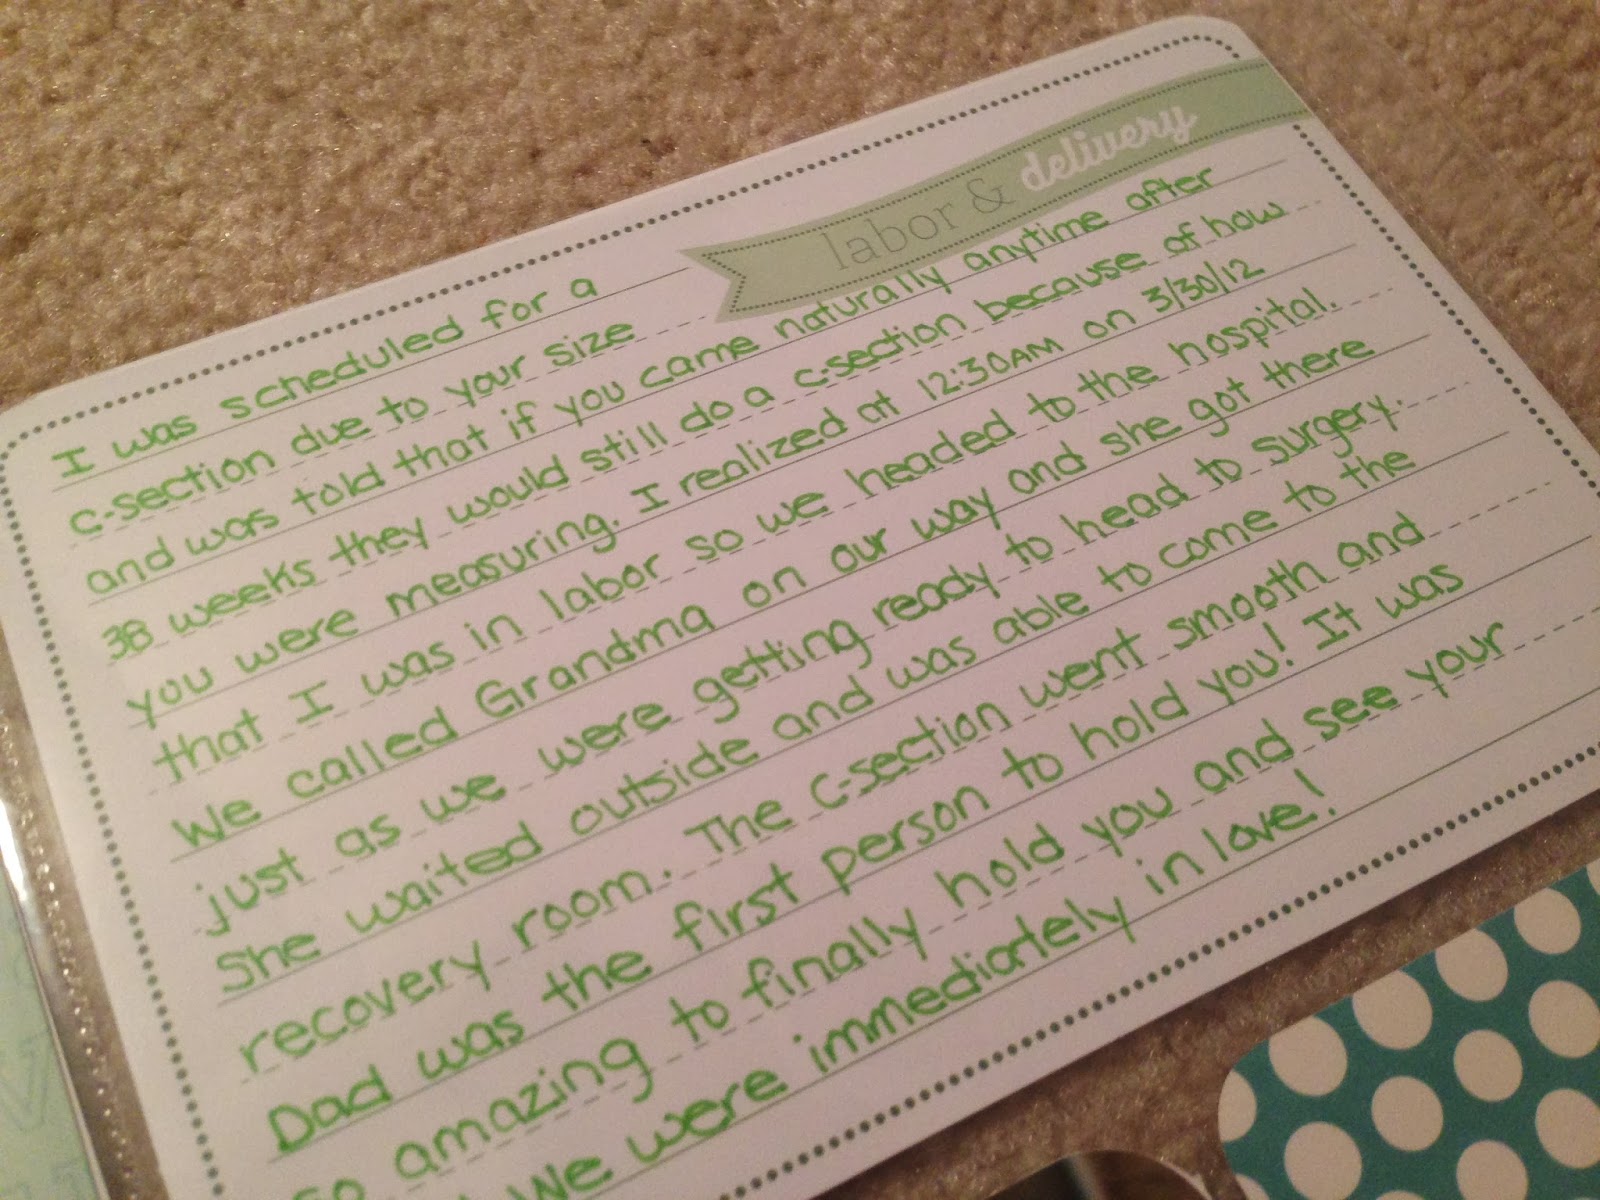 labor & delivery
I was scheduled for a
c-section due to your size
and was told that if you came naturally anytime after
38 weeks they would still do a c-section because of how
you were measuring. I realized at 12:30AM on 3/30/12
that I was in labor so we headed to the hospital.
We called Grandma on our way and she got there
just as we were getting ready to head to surgery.
She waited outside and was able to come to the
recovery room. The c-section went smooth and
Dad was the first person to hold you! It was
so amazing to finally hold you and see your
We were immediately in love!